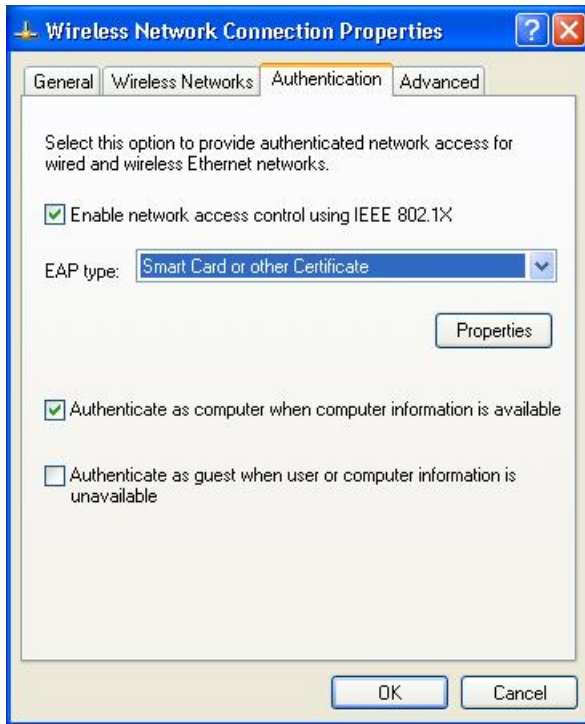 Wireless Network Connection Properties
General Wireless Networks Authentication Advanced
Select this option to provide authenticated network access for
wired and wireless Ethernet networks.
Enable network access control using IEEE 802.1X
EAP type: Smart Card or other Certificate
Properties
Authenticate as computer when computer information is available
Authenticate as guest when user or computer information is
unavailable
OK Cancel